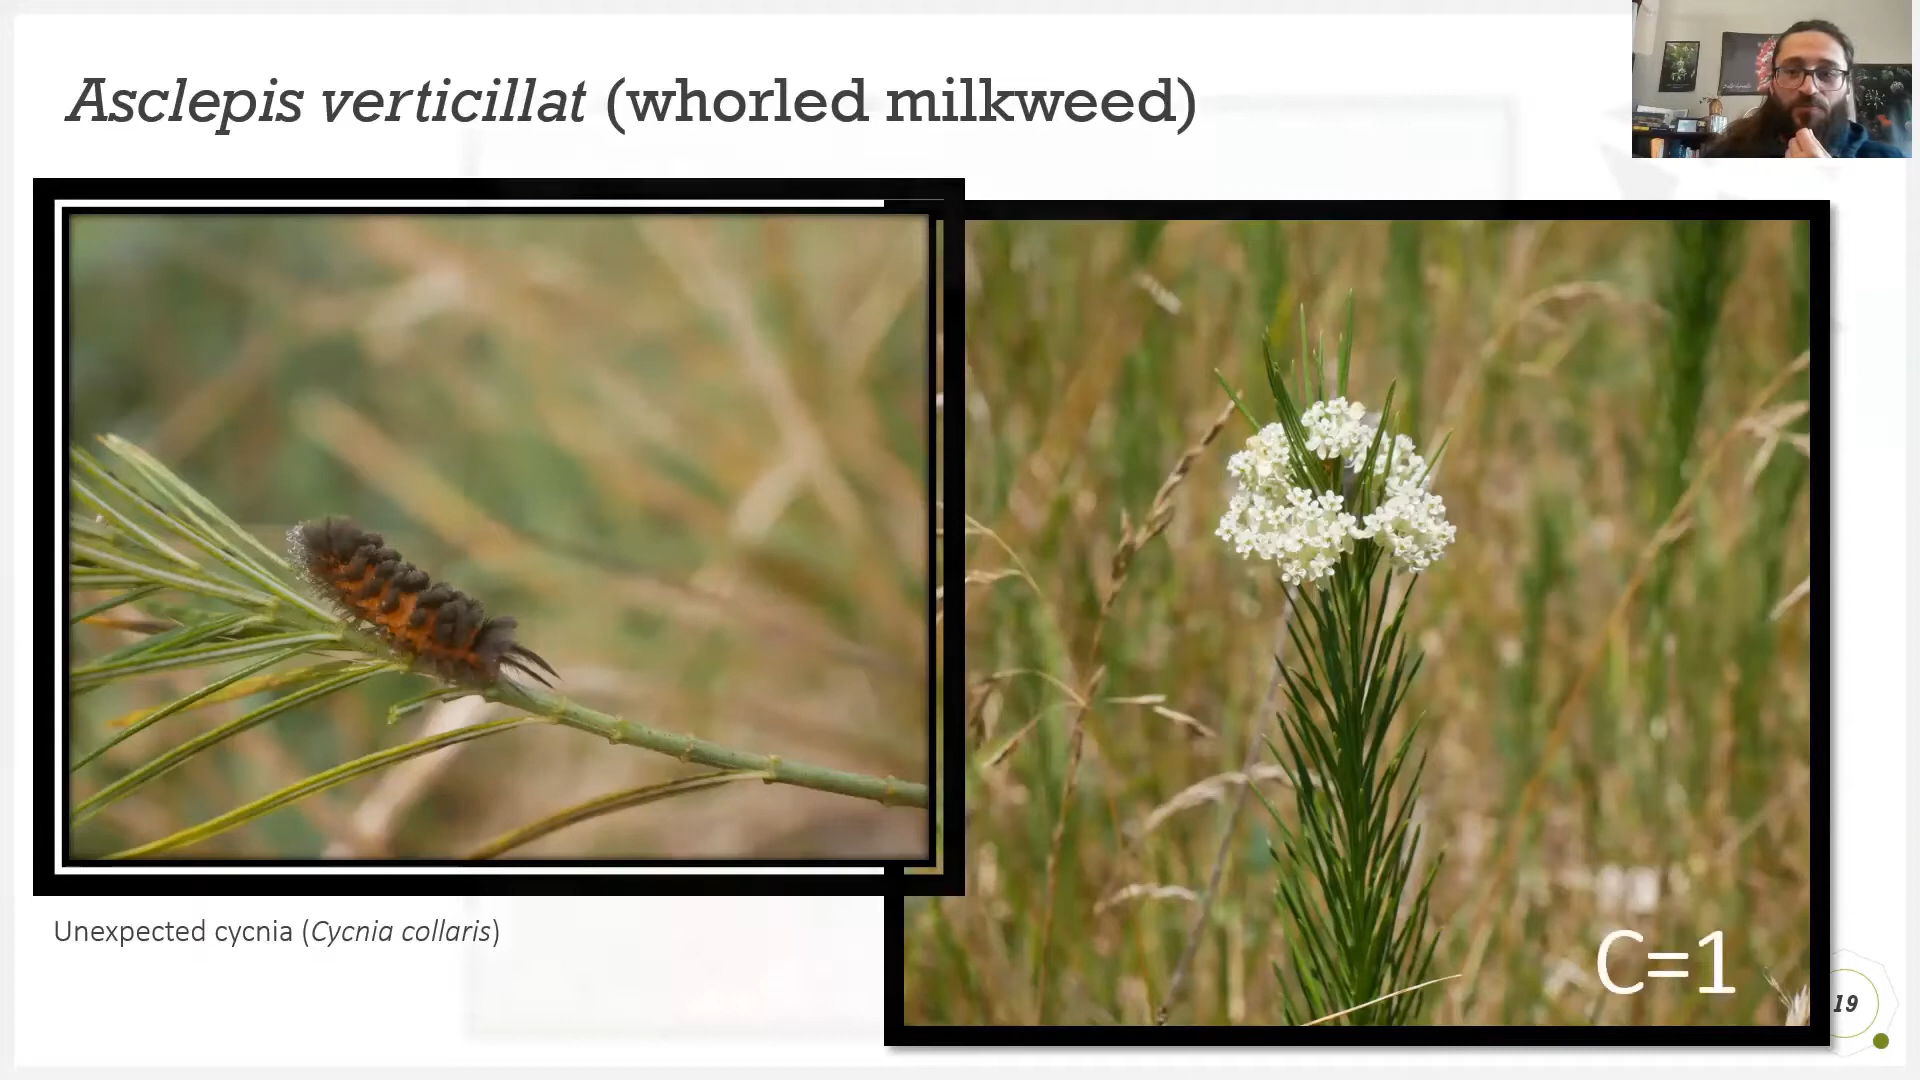 Asclepis verticillat (whorled milkweed)
Unexpected cycnia (Cycnia collaris)
C=1
19